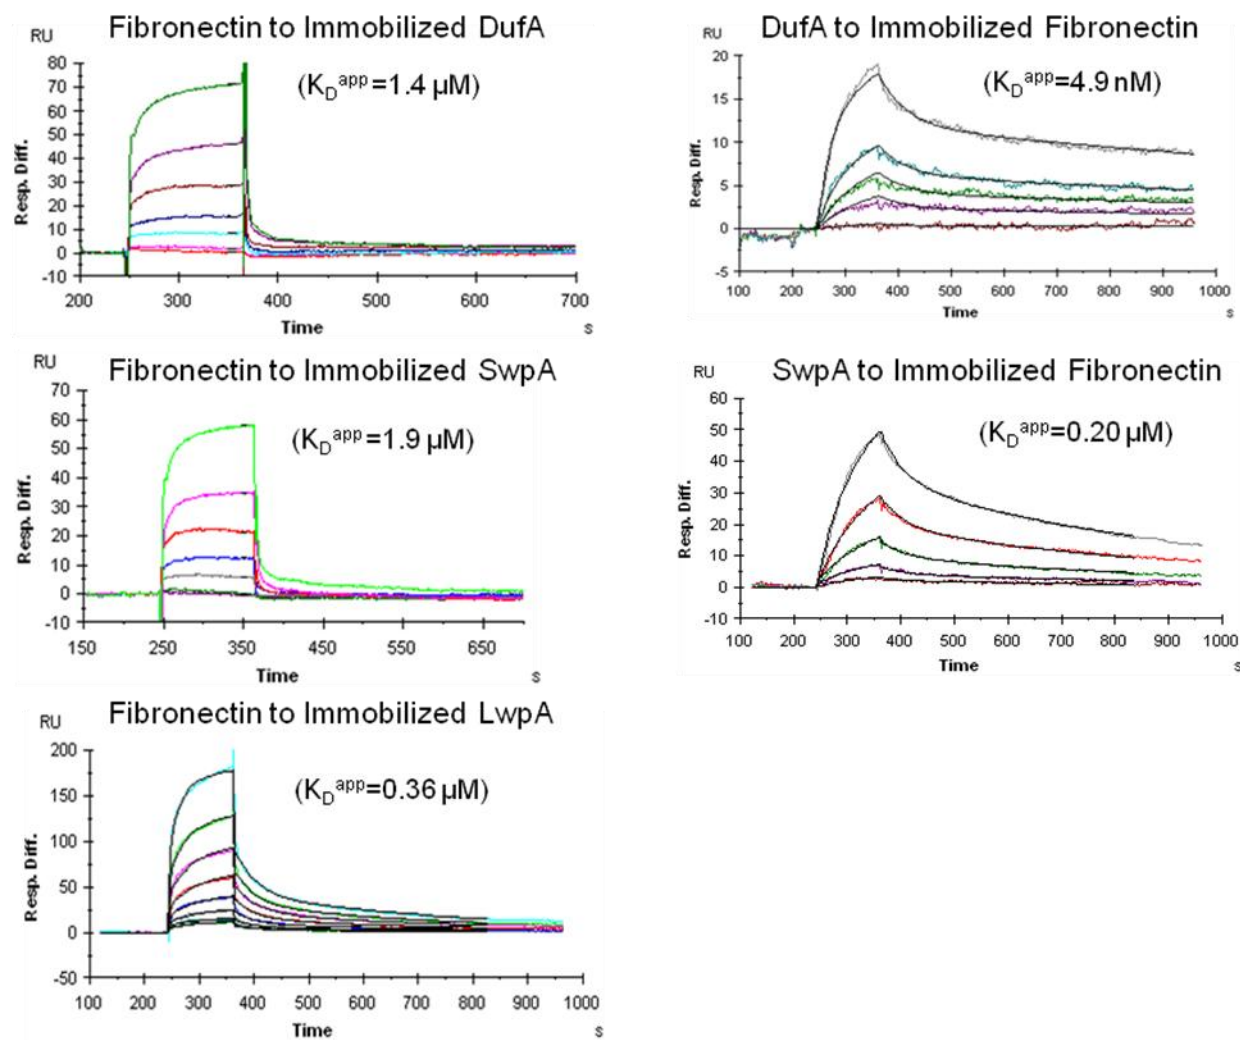 Fibronectin to Immobilized DufA
RU
(K_D^app=1.4 µM)
80
70
60
50
40
30
20
10
0
-10
Resp. Diff.
200 300 400 500 600 700
Time s
DufA to Immobilized Fibronectin
RU
(K_D^app=4.9 nM)
20
15
10
5
0
-5
Resp. Diff.
100 200 300 400 500 600 700 800 900 1000
Time s
Fibronectin to Immobilized SwpA
RU
(K_D^app=1.9 µM)
70
60
50
40
30
20
10
0
-10
Resp. Diff.
150 250 350 450 550 650
Time s
SwpA to Immobilized Fibronectin
RU
(K_D^app=0.20 µM)
60
50
40
30
20
10
0
-10
Resp. Diff.
100 200 300 400 500 600 700 800 900 1000
Time s
Fibronectin to Immobilized LwpA
RU
(K_D^app=0.36 µM)
200
150
100
50
0
-50
Resp. Diff.
100 200 300 400 500 600 700 800 900 1000
Time s